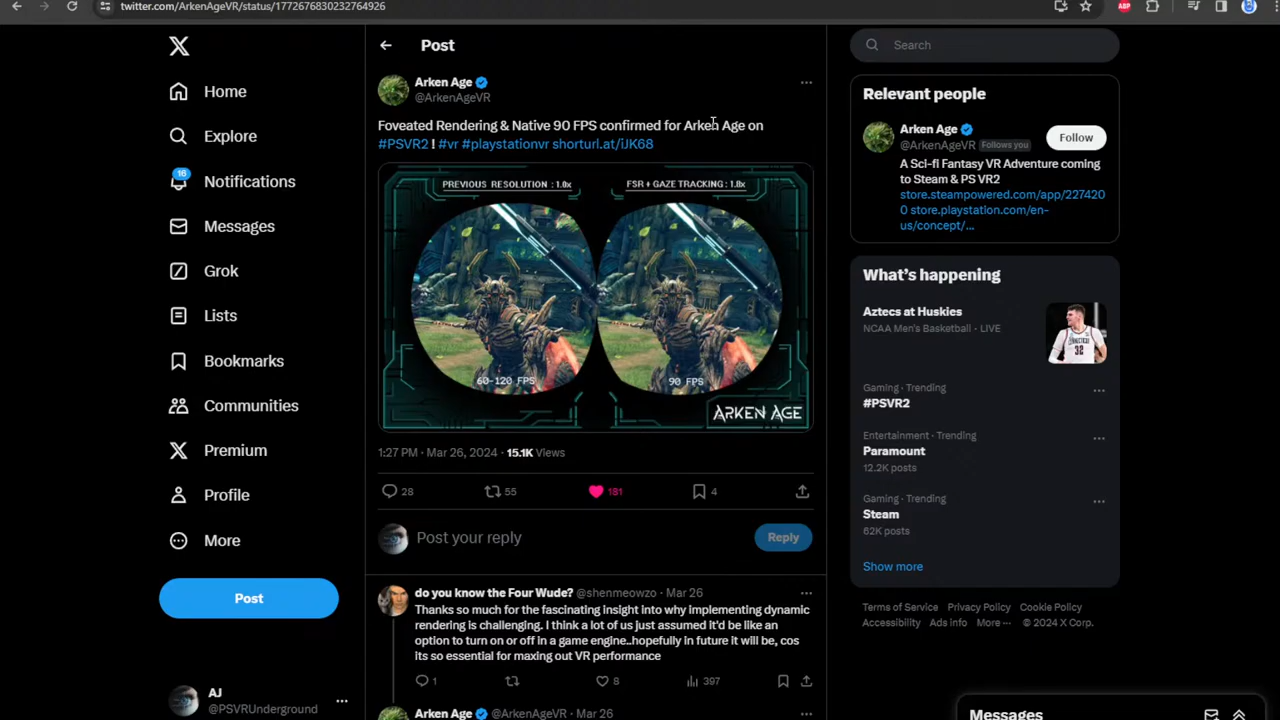 twitter.com/ArkenAgeVR/status/1772676830232764926
ABP
Home
Explore
16
Notifications
Messages
Grok
Lists
Bookmarks
Communities
Premium
Profile
More
Post
AJ
@PSVRUnderground
Post
Arken Age
@ArkenAgeVR
Foveated Rendering & Native 90 FPS confirmed for Arken Age on
#PSVR2 ! #vr #playstationvr shorturl.at/iJK68
PREVIOUS RESOLUTION : 1.0x
FSR + GAZE TRACKING : 1.8x
60-120 FPS
90 FPS
ARKEN AGE
1:27 PM · Mar 26, 2024 · 15.1K Views
28
55
181
4
Post your reply
Reply
do you know the Four Wude? @shenmeowzo · Mar 26
Thanks so much for the fascinating insight into why implementing dynamic
rendering is challenging. I think a lot of us just assumed it'd be like an
option to turn on or off in a game engine..hopefully in future it will be, cos
its so essential for maxing out VR performance
1
8
397
Arken Age @ArkenAgeVR · Mar 26
Search
Relevant people
Arken Age
@ArkenAgeVR Follows you
Follow
A Sci-fi Fantasy VR Adventure coming
to Steam & PS VR2
store.steampowered.com/app/227420
0 store.playstation.com/en-
us/concept/...
What's happening
Aztecs at Huskies
NCAA Men's Basketball · LIVE
Gaming · Trending
#PSVR2
Entertainment · Trending
Paramount
12.2K posts
Gaming · Trending
Steam
62K posts
Show more
Terms of Service Privacy Policy Cookie Policy
Accessibility Ads info More ··· © 2024 X Corp.
Messages